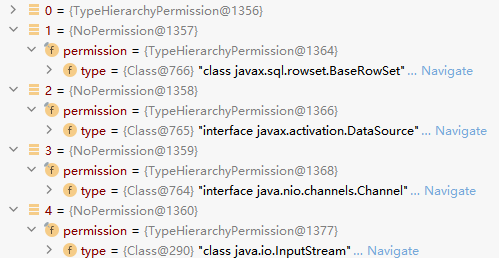 0 = {TypeHierarchyPermission@1356}
1 = {NoPermission@1357}
permission = {TypeHierarchyPermission@1364}
type = {Class@766} "class javax.sql.rowset.BaseRowSet" ... Navigate
2 = {NoPermission@1358}
permission = {TypeHierarchyPermission@1366}
type = {Class@765} "interface javax.activation.DataSource" ... Navigate
3 = {NoPermission@1359}
permission = {TypeHierarchyPermission@1368}
type = {Class@764} "interface java.nio.channels.Channel" ... Navigate
4 = {NoPermission@1360}
permission = {TypeHierarchyPermission@1377}
type = {Class@290} "class java.io.InputStream" ... Navigate